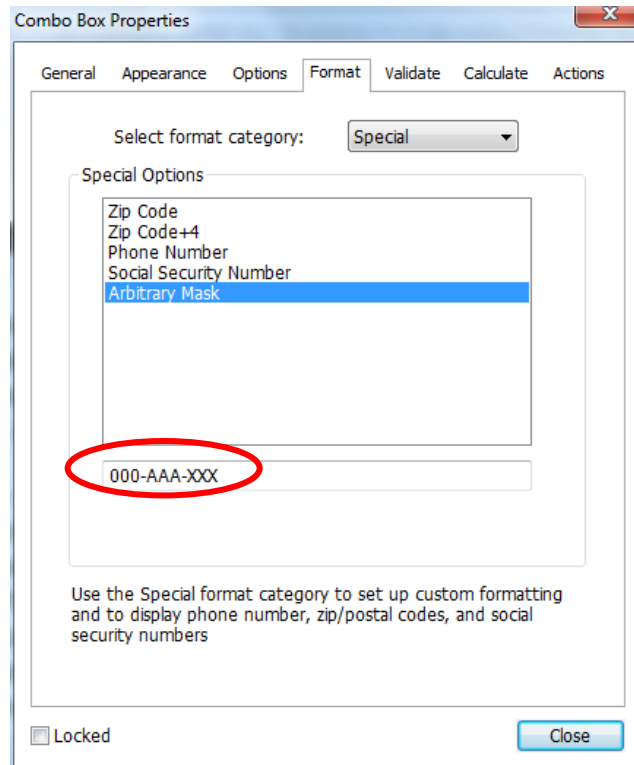 Combo Box Properties
X
General Appearance Options Format Validate Calculate Actions
Select format category: Special
Special Options
Zip Code
Zip Code+4
Phone Number
Social Security Number
Arbitrary Mask
000-AAA-XXX
Use the Special format category to set up custom formatting
and to display phone number, zip/postal codes, and social
security numbers
Locked Close